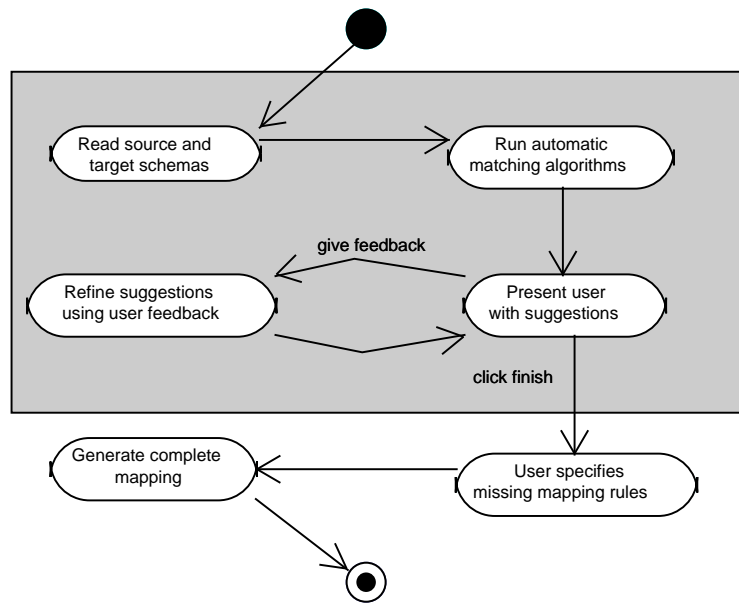 Read source and
target schemas
Run automatic
matching algorithms
give feedback
Refine suggestions
using user feedback
Present user
with suggestions
click finish
Generate complete
mapping
User specifies
missing mapping rules